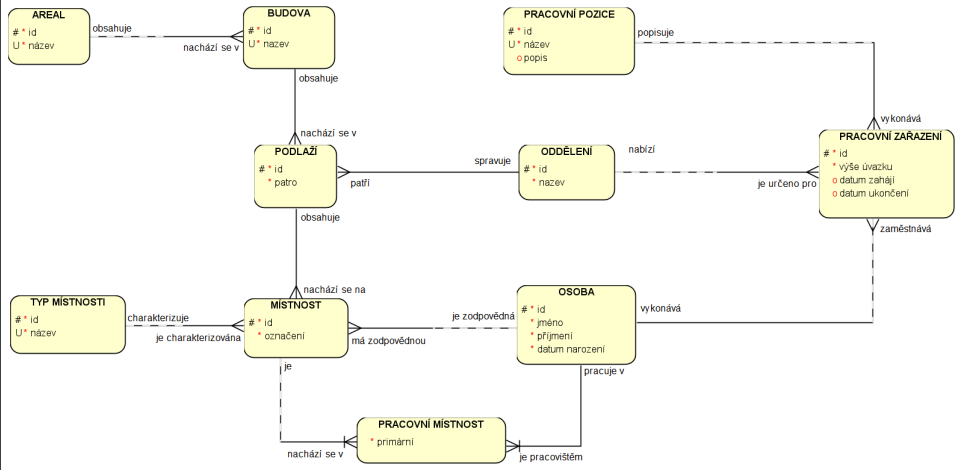 AREAL
# * id
U * název
obsahuje
nachází se v
BUDOVA
# * id
U * nazev
obsahuje
nachází se v
PRACOVNÍ POZICE
# * id
U * název
o popis
popisuje
vykonává
PRACOVNÍ ZAŘAZENÍ
# * id
* výše úvazku
o datum zahájí
o datum ukončení
zaměstnává
PODLAŽÍ
# * id
* patro
patří
spravuje
ODDĚLENÍ
# * id
* nazev
nabízí
je určeno pro
obsahuje
nachází se na
TYP MÍSTNOSTI
# * id
U * název
charakterizuje
je charakterizována
MÍSTNOST
# * id
* označení
je
má zodpovědnou
je zodpovědná
OSOBA
# * id
* jméno
* příjmení
* datum narození
vykonává
pracuje v
PRACOVNÍ MÍSTNOST
* primární
nachází se v
je pracovištěm